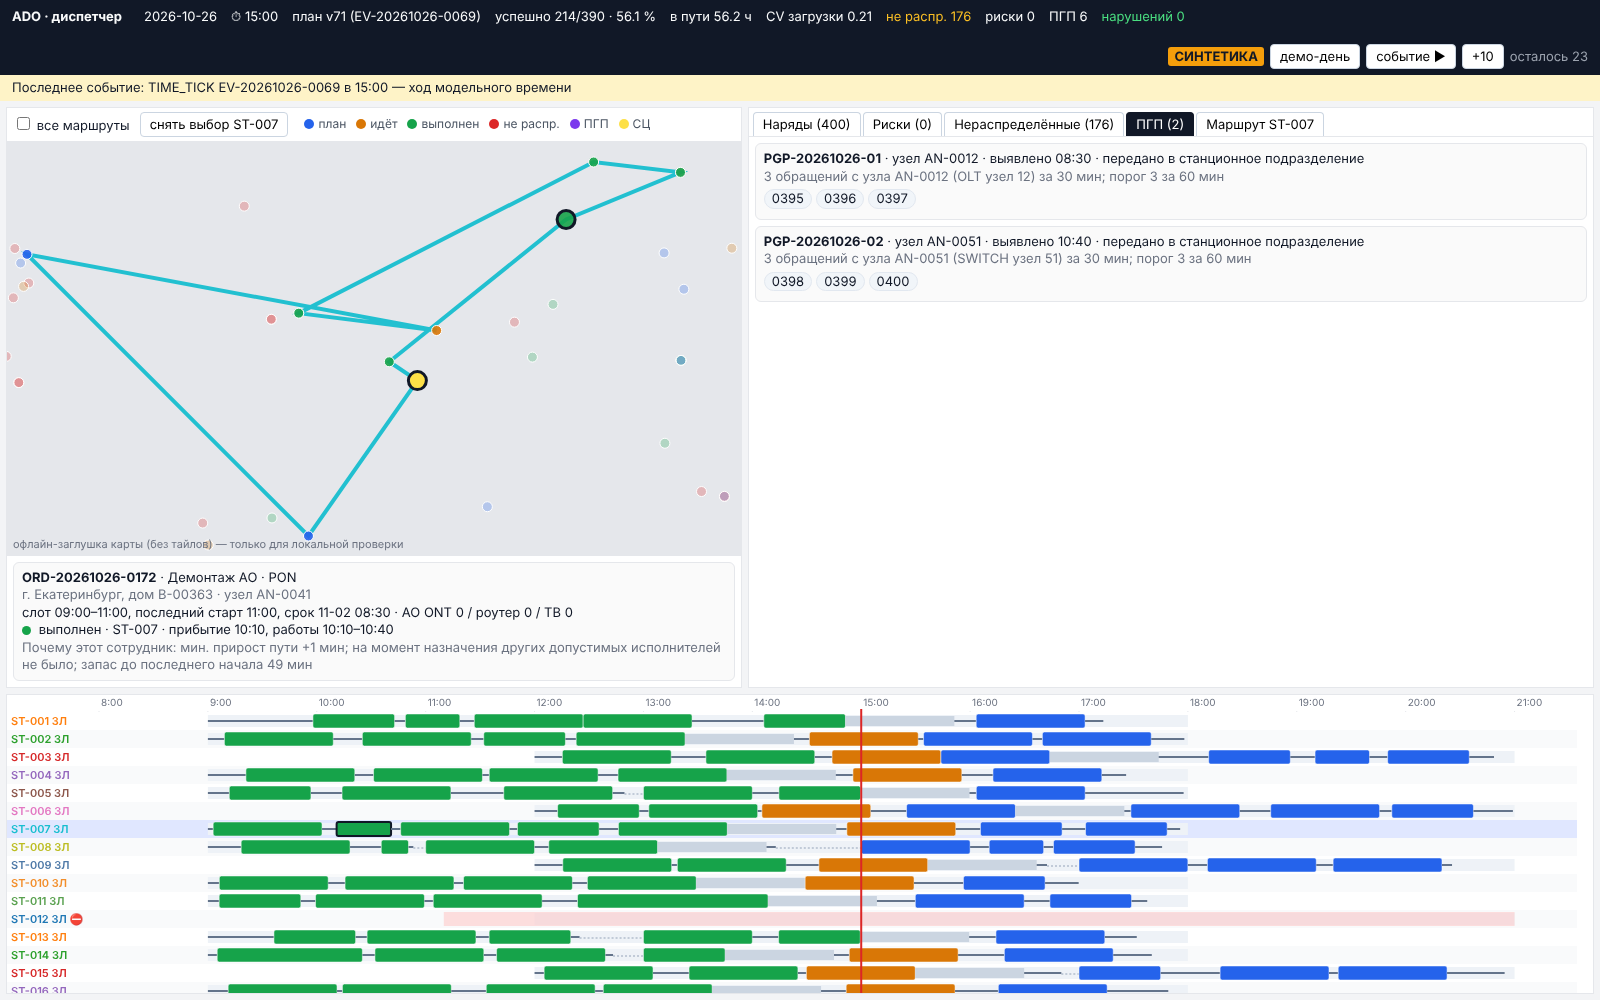 ADO · диспетчер 2026-10-26 ⏱ 15:00 план v71 (EV-20261026-0069) успешно 214/390 · 56.1 % в пути 56.2 ч CV загрузки 0.21 не распр. 176 риски 0 ПГП 6 нарушений 0
СИНТЕТИКА демо-день событие ▶ +10 осталось 23
Последнее событие: TIME_TICK EV-20261026-0069 в 15:00 — ход модельного времени
все маршруты снять выбор ST-007 план идёт выполнен не распр. ПГП СЦ
офлайн-заглушка карты (без тайлов) — только для локальной проверки
ORD-20261026-0172 · Демонтаж АО · PON
г. Екатеринбург, дом B-00363 · узел AN-0041
слот 09:00–11:00, последний старт 11:00, срок 11-02 08:30 · АО ONT 0 / роутер 0 / ТВ 0
выполнен · ST-007 · прибытие 10:10, работы 10:10–10:40
Почему этот сотрудник: мин. прирост пути +1 мин; на момент назначения других допустимых исполнителей
не было; запас до последнего начала 49 мин
Наряды (400) Риски (0) Нераспределённые (176) ПГП (2) Маршрут ST-007
PGP-20261026-01 · узел AN-0012 · выявлено 08:30 · передано в станционное подразделение
3 обращений с узла AN-0012 (OLT узел 12) за 30 мин; порог 3 за 60 мин
0395 0396 0397
PGP-20261026-02 · узел AN-0051 · выявлено 10:40 · передано в станционное подразделение
3 обращений с узла AN-0051 (SWITCH узел 51) за 30 мин; порог 3 за 60 мин
0398 0399 0400
8:00 9:00 10:00 11:00 12:00 13:00 14:00 15:00 16:00 17:00 18:00 19:00 20:00 21:00
ST-001 ЗЛ
ST-002 ЗЛ
ST-003 ЗЛ
ST-004 ЗЛ
ST-005 ЗЛ
ST-006 ЗЛ
ST-007 ЗЛ
ST-008 ЗЛ
ST-009 ЗЛ
ST-010 ЗЛ
ST-011 ЗЛ
ST-012 ЗЛ ⛔
ST-013 ЗЛ
ST-014 ЗЛ
ST-015 ЗЛ
ST-016 ЗЛ